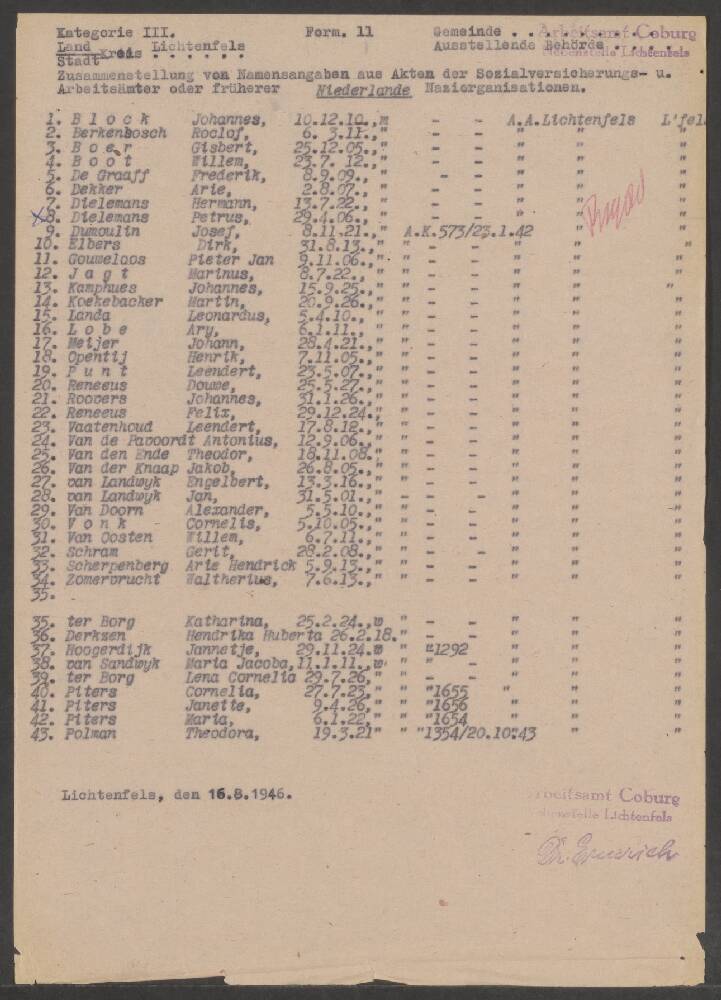 Kategorie III. Form. 11 Gemeinde . . . . . . . . Arbeitsamt Coburg
Land Kreis Lichtenfels Ausstellende Behörde . . . . . Nebenstelle Lichtenfels
Stadt
Zusammenstellung von Namensangaben aus Akten der Sozialversicherungs- u.
Arbeitsämter oder früherer Niederlande Naziorganisationen.
1. B l o c k Johannes, 10.12.10.,m - - A.A.Lichtenfels L'fel.
2. Berkenbosch Roelof, 6. 3.11.," " - - " " "
3. B o e r Gisbert, 25.12.05.," " - - " " "
4. B o o t Willem, 23.7. 12.," " - - " " "
5. De Graaff Frederik, 8.9.09.," " - - " " "
6. Dekker Arie, 2.8.07.," " - - " " "
7. Dielemans Hermann, 13.7.22.," " - - " " "
x8. Dielemans Petrus, 29.4.06.," " - - " " "
9. Dumoulin Josef, 8.11.21.," A.K.573/23.1.42 " "
10. Elbers Dirk, 31.8.13.," " - - " " "
11. Goumeloos Pieter Jan 9.11.06.," " - - " " "
12. J a g t Marinus, 8.7.22.," " - - " " "
13. Kamphues Johannes, 15.9.25.," " - - " " "
14. Koekebacker Martin, 20.9.26.," " - - " " "
15. Landa Leonardus, 5.4.10.," " - - " " "
16. L o b e Ary, 6.1.11.," " - - " " "
17. Meijer Johann, 28.4.21.," " - - " " "
18. Openttj Henrik, 7.11.05.," " - - " " "
19. P u n t Leendert, 23.5.07.," " - - " " "
20. Reneeus Douwe, 25.5.27.," " - - " " "
21. Roovers Johannes, 31.1.26.," " - - " " "
22. Reneeus Felix, 29.12.24.," " - - " " "
23. Vaatenhoud Leendert, 17.8.12.," " - - " " "
24. Van de Pavoordt Antonius, 12.9.06.," " - - " " "
25. Van den Ende Theodor, 18.11.08." " - - " " "
26. Van der Knaap Jakob, 26.8.05.," " - - " " "
27. van Landwyk Engelbert, 13.3.16.," " - - " " "
28. van Landwyk Jan, 31.5.01.," " - - " " "
29. Van Doorn Alexander, 5.5.10.," " - - " " "
30. V o n k Cornelis, 5.10.05.," " - - " " "
31. Van Oosten Willem, 6.7.11.," " - - " " "
32. Schram Gerit, 28.2.08.," " - - " " "
33. Scherpenberg Arie Hendrick 5.9.13.," " - - " " "
34. Zomervrucht Waltherius, 7.6.13.," " - - " " "
35.
35. ter Borg Katharina, 25.2.24.,w " - - " " "
36. Derksen Hendrika Huberta 26.2.18." " - - " " "
37. Hoogerdijk Jannetje, 29.11.24.w " "1292 " " "
38. van Sandwyk Maria Jacoba, 11.1.11.,w " - - " " "
39. ter Borg Lena Cornelia 29.7.26," " - - " " "
40. Piters Cornelia, 27.7.23," " "1655 " " "
41. Piters Janette, 9.4.26," " "1656 " " "
42. Piters Maria, 6.1.22," " "1654 " " "
43. Polman Theodora, 19.3.21" " "1354/20.10.43 " "
Lichtenfels, den 16.8.1946.
Arbeitsamt Coburg
Nebenstelle Lichtenfels